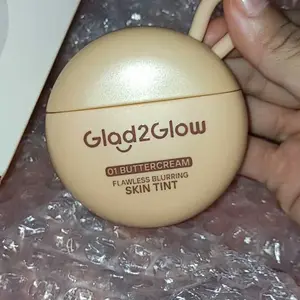 Glad2Glow
01 BUTTERCREAM
FLAWLESS BLURRING
SKIN TINT